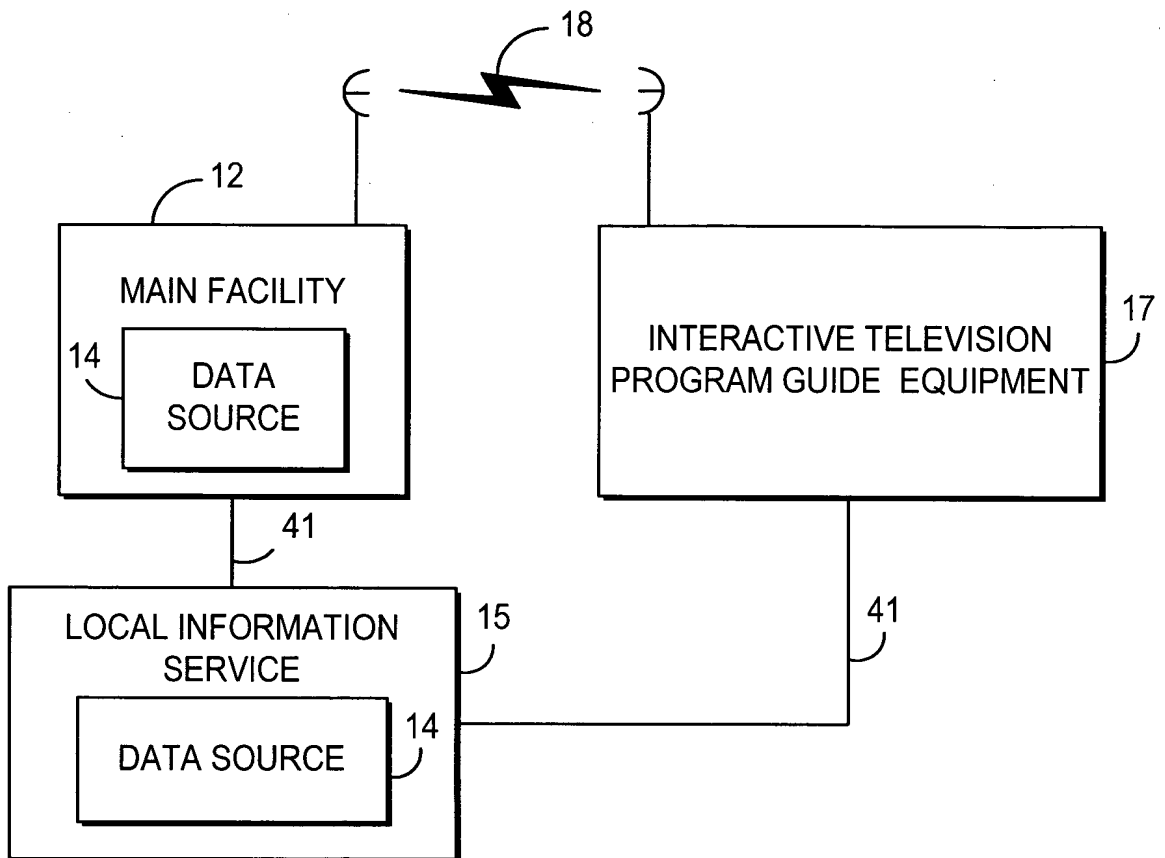 18
12
MAIN FACILITY
14
DATA
SOURCE
INTERACTIVE TELEVISION
PROGRAM GUIDE EQUIPMENT
17
41
LOCAL INFORMATION
SERVICE
15
41
DATA SOURCE
14